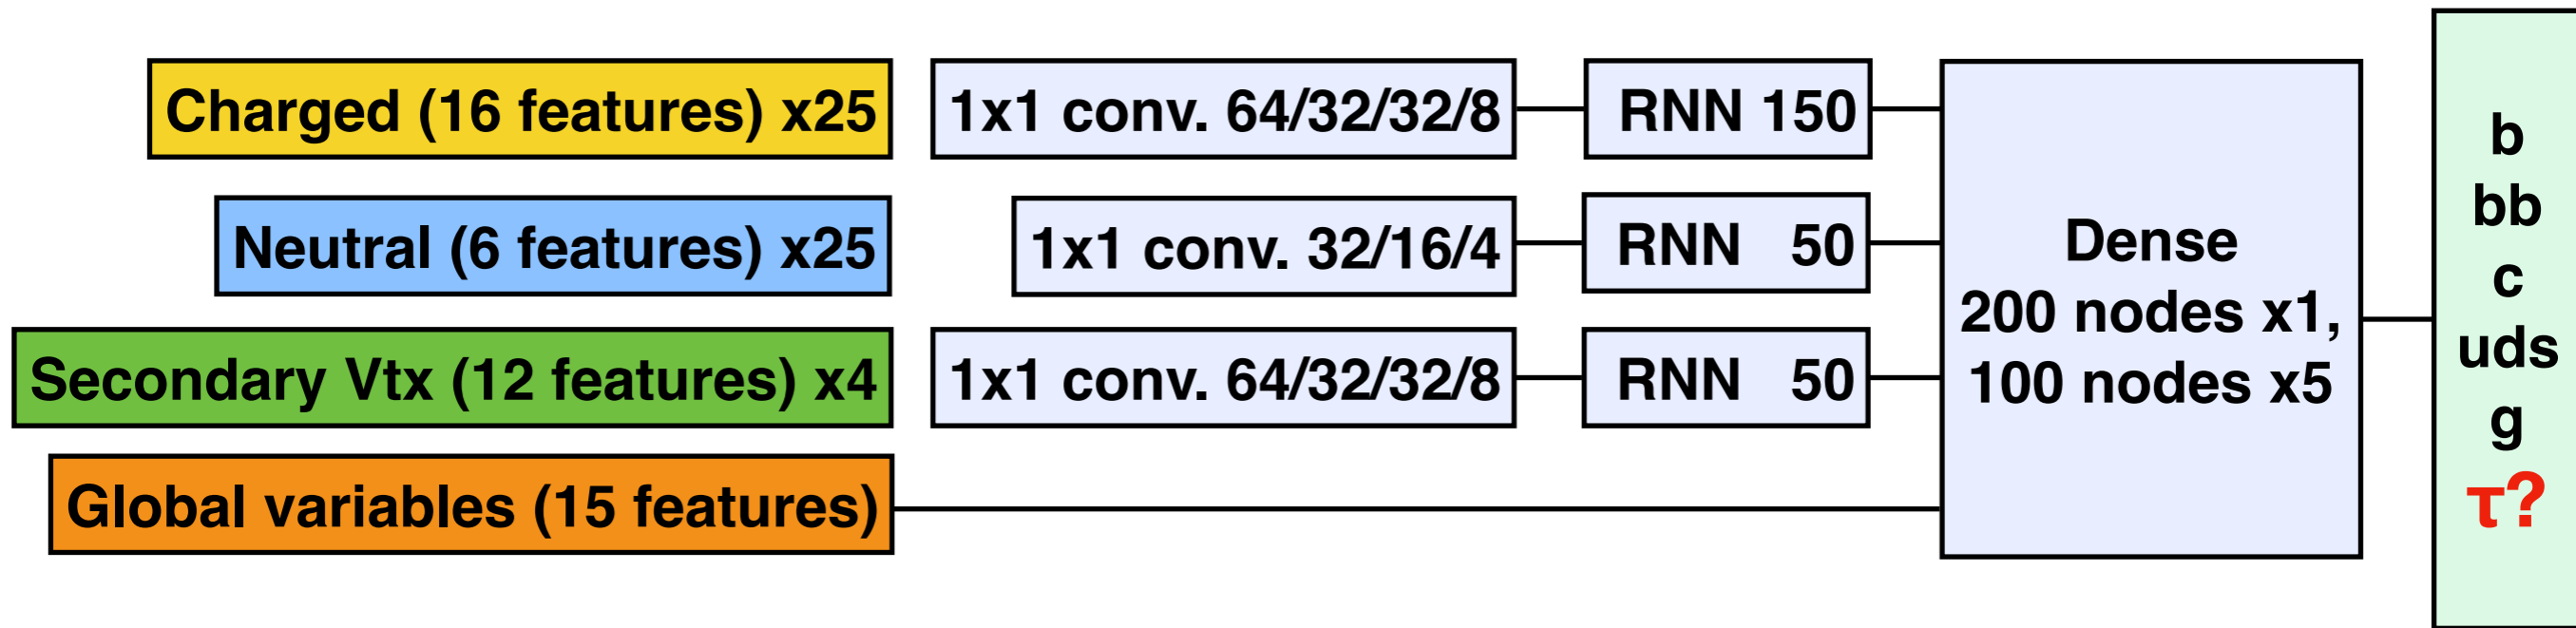 Charged (16 features) x25
1x1 conv. 64/32/32/8
RNN 150
Neutral (6 features) x25
1x1 conv. 32/16/4
RNN 50
Secondary Vtx (12 features) x4
1x1 conv. 64/32/32/8
RNN 50
Global variables (15 features)
Dense
200 nodes x1,
100 nodes x5
b
bb
c
uds
g
τ?